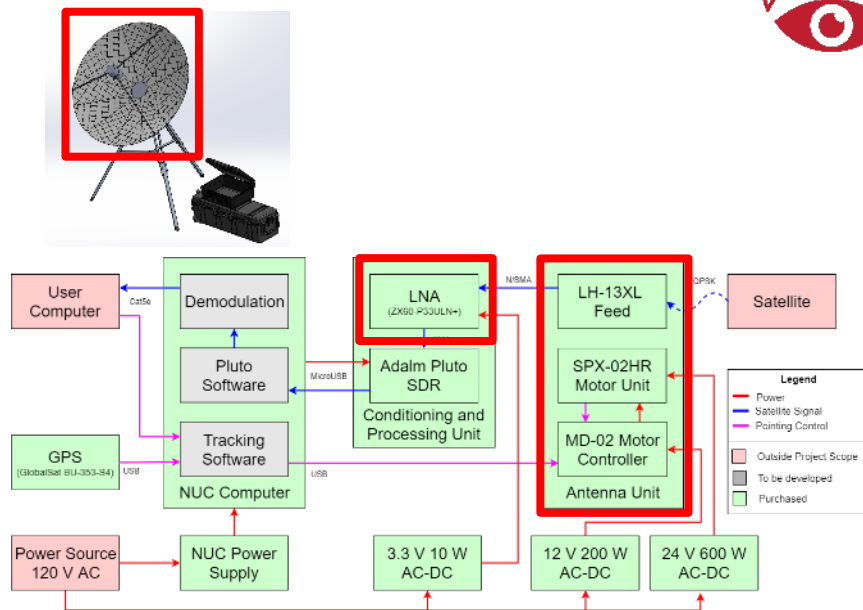 User
Computer
Cat5e
Demodulation
Pluto
Software
Tracking
Software
NUC Computer
MicroUSB
LNA
(ZX60-P33ULN+)
Adalm Pluto
SDR
Conditioning and
Processing Unit
N/SMA
LH-13XL
Feed
QPSK
Satellite
SPX-02HR
Motor Unit
MD-02 Motor
Controller
Antenna Unit
GPS
(GlobalSat BU-353-S4)
USB
USB
Legend
Power
Satellite Signal
Pointing Control
Outside Project Scope
To be developed
Purchased
Power Source
120 V AC
NUC Power
Supply
3.3 V 10 W
AC-DC
12 V 200 W
AC-DC
24 V 600 W
AC-DC